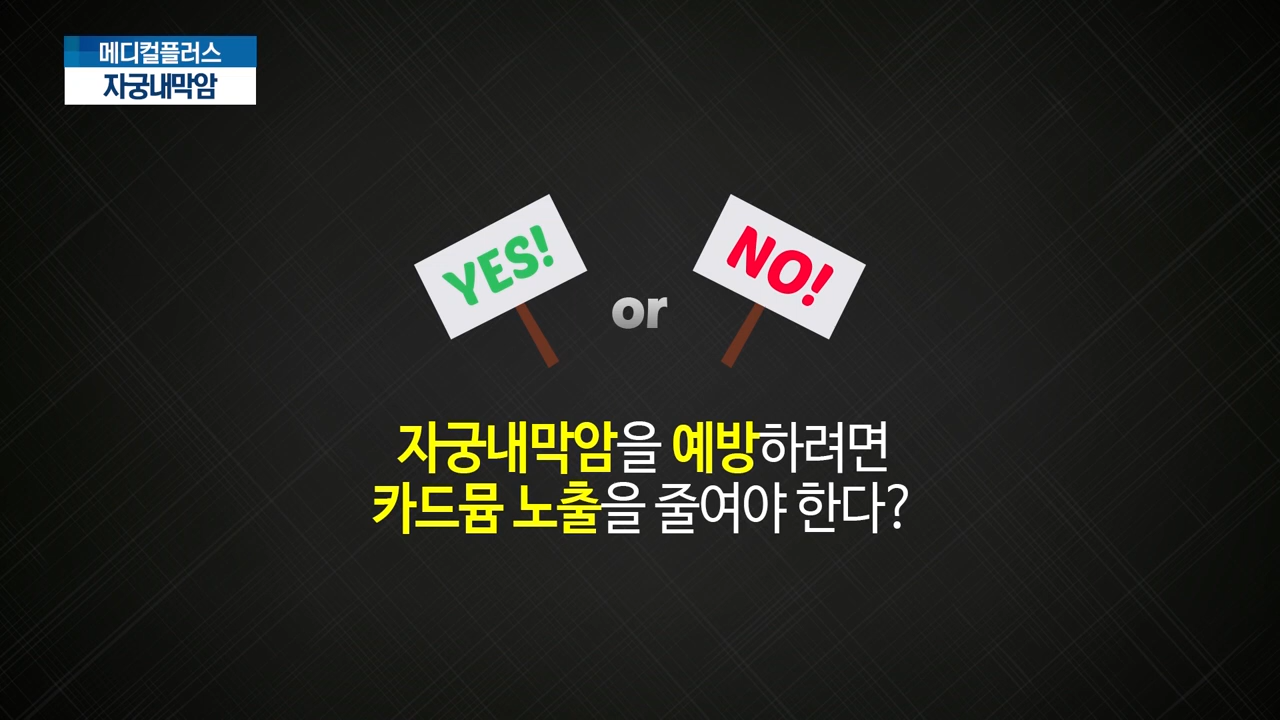 메디컬플러스
자궁내막암
YES!
or
NO!
자궁내막암을 예방하려면
카드뮴 노출을 줄여야 한다?